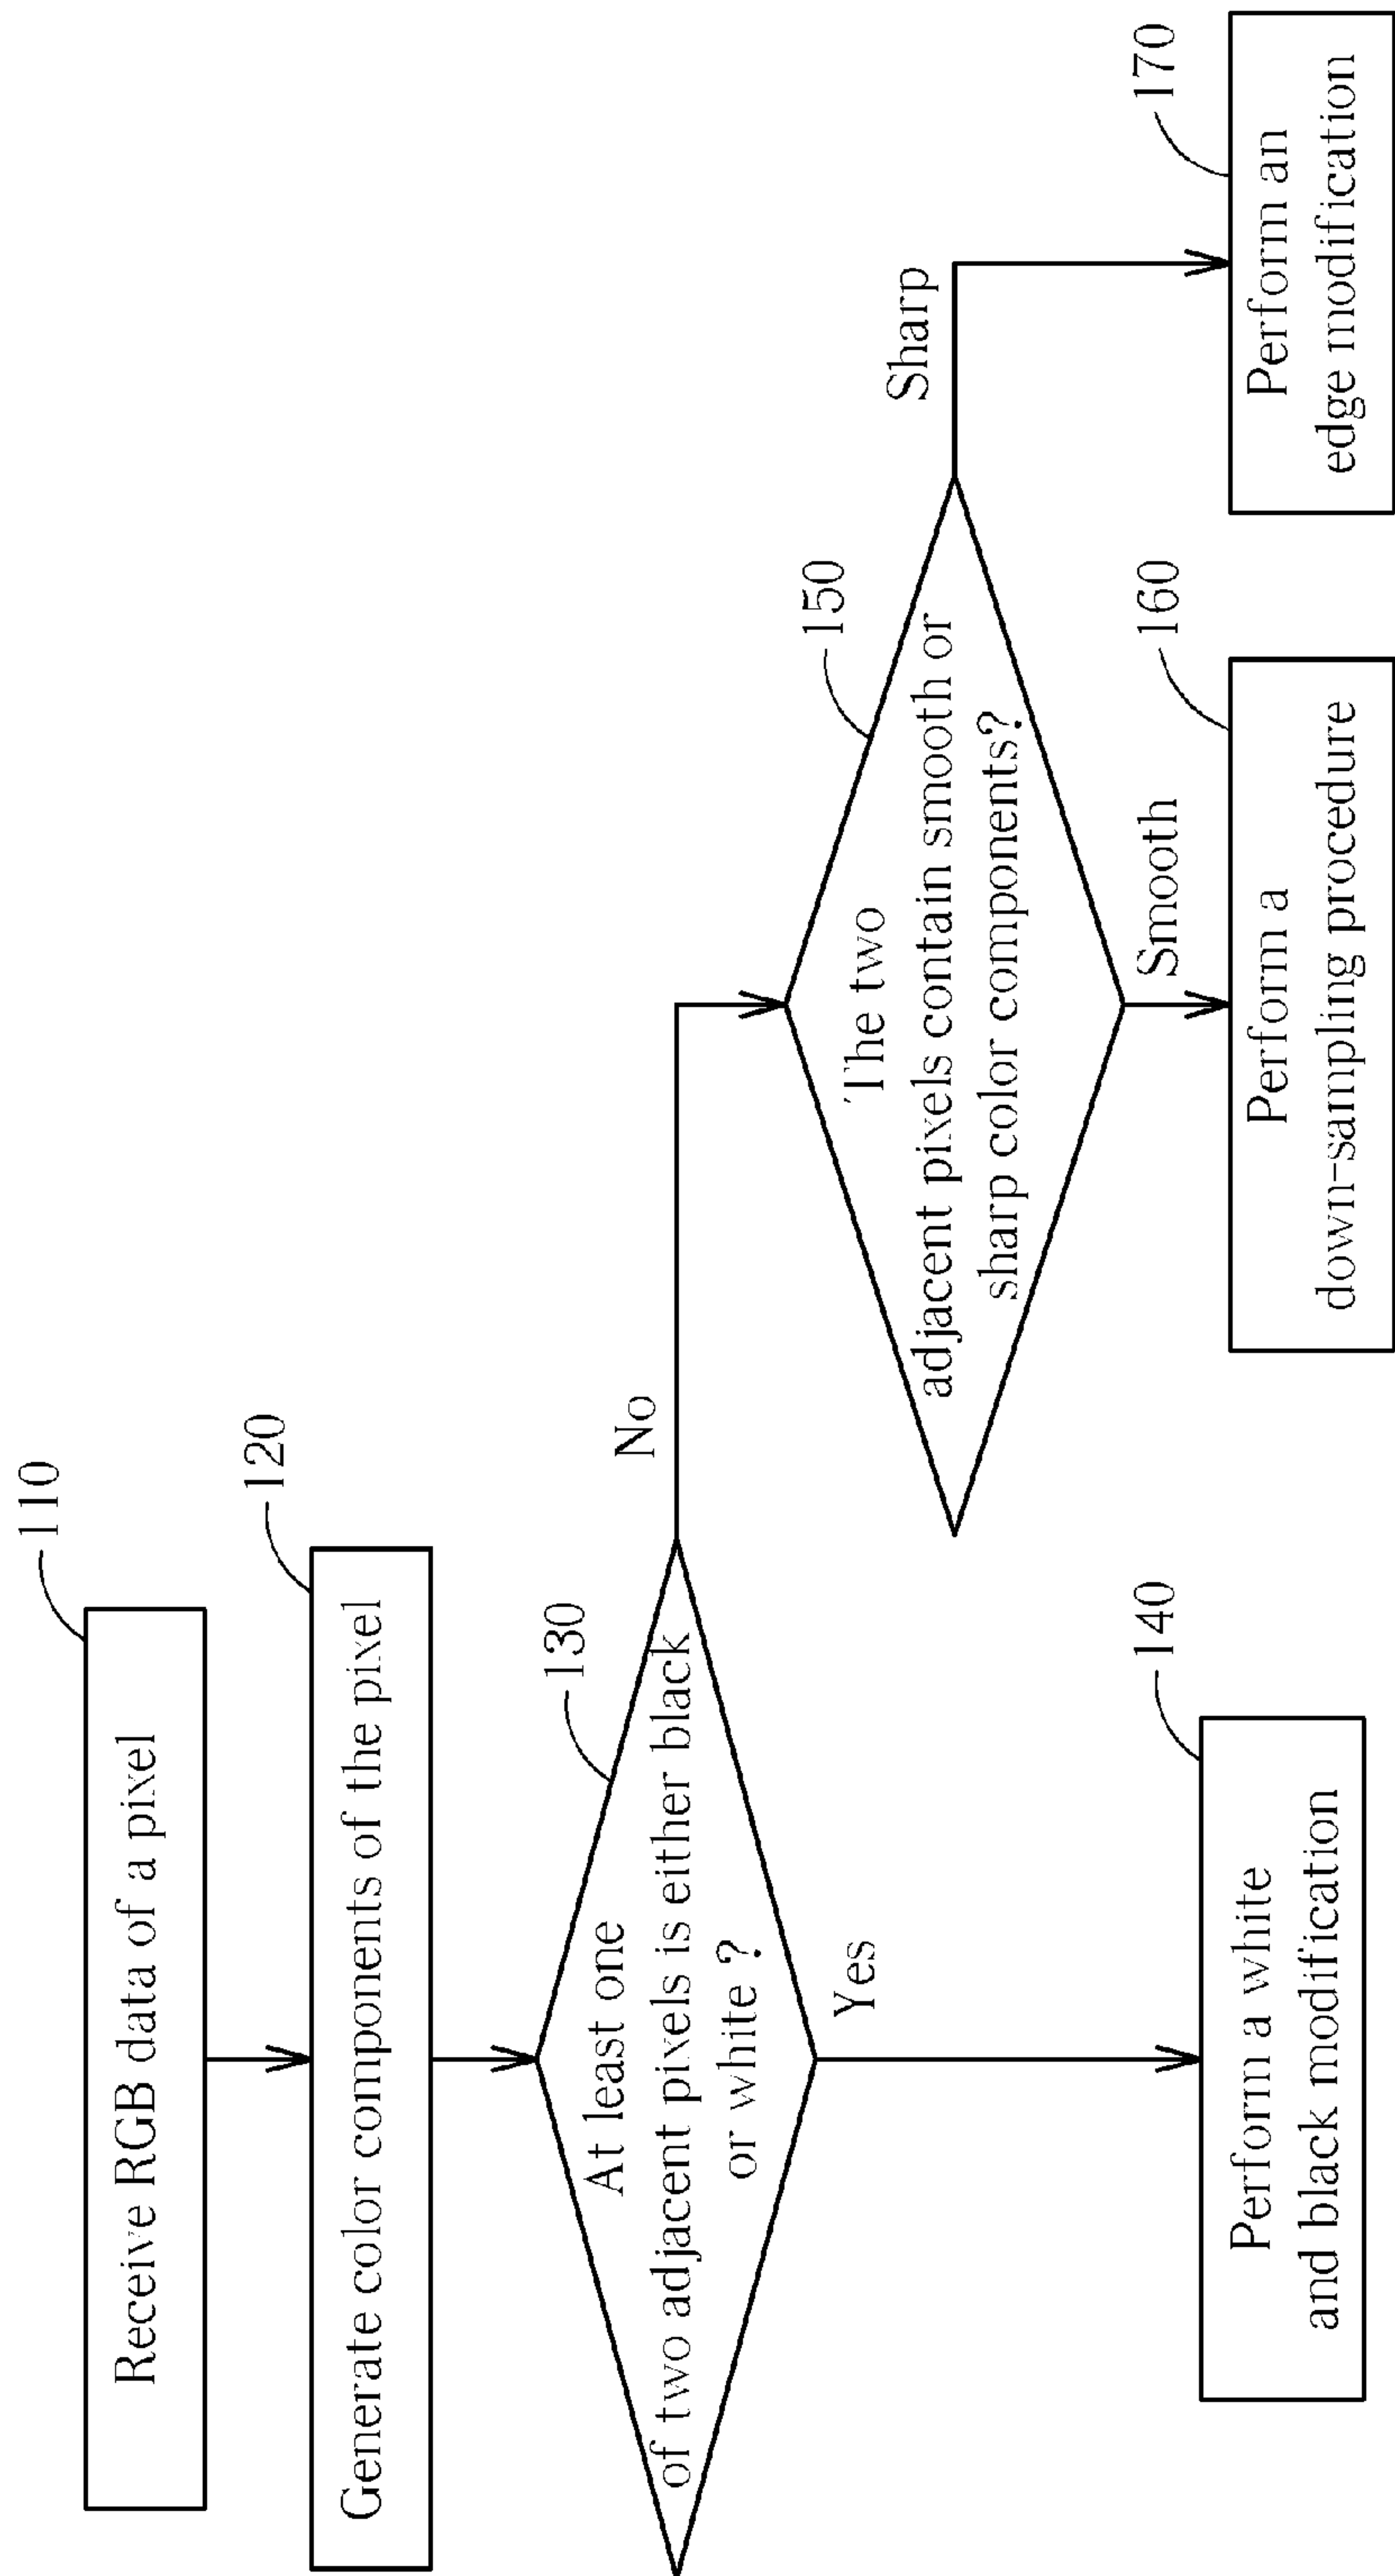 110
Receive RGB data of a pixel
120
Generate color components of the pixel
130
At least one
of two adjacent pixels is either black
or white ?
No
Yes
140
Perform a white
and black modification
150
The two
adjacent pixels contain smooth or
sharp color components?
Sharp
Smooth
160
Perform a
down-sampling procedure
170
Perform an
edge modification